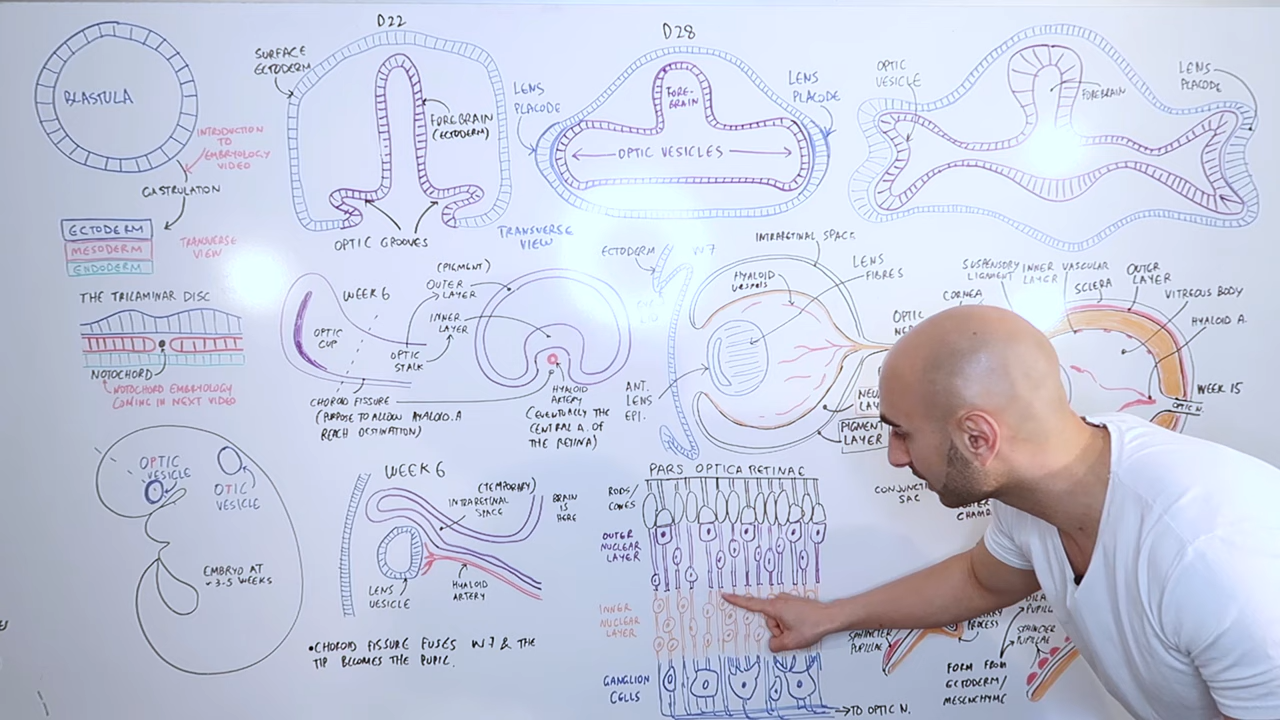 D22
D28
BLASTULA
INTRODUCTION
TO
EMBRYOLOGY
VIDEO
GASTRULATION
ECTODERM
MESODERM
ENDODERM
TRANSVERSE
VIEW
THE TRILAMINAR DISC
NOTOCHORD
NOTOCHORD EMBRYOLOGY
COMING IN NEXT VIDEO
SURFACE
ECTODERM
FOREBRAIN
(ECTODERM)
OPTIC GROOVES
TRANSVERSE
VIEW
LENS
PLACODE
FORE-
BRAIN
OPTIC VESICLES
LENS
PLACODE
OPTIC
VESICLE
FOREBRAIN
LENS
PLACODE
WEEK 6
OPTIC
CUP
(PIGMENT)
OUTER
LAYER
INNER
LAYER
OPTIC
STALK
CHOROID FISSURE
(PURPOSE TO ALLOW HYALOID.A
REACH DESTINATION)
HYALOID
ARTERY
(EVENTUALLY THE
CENTRAL A. OF
THE RETINA)
ECTODERM
W7
INTRARETINAL SPACE
HYALOID
VESSELS
LENS
FIBRES
ANT.
LENS
EPI.
OPTIC
LAYER
PIGMENT
LAYER
SUSPENSORY
LIGAMENT
INNER VASCULAR
LAYER
SCLERA
OUTER
LAYER
CORNEA
VITREOUS BODY
HYALOID A.
WEEK 15
OPTIC N.
SAC
OPTIC
VESICLE
OTIC
VESICLE
EMBRYO AT
~3-5 WEEKS
WEEK 6
(TEMPORARY)
INTRARETINAL
SPACE
BRAIN
IS
HERE
LENS
VESICLE
HYALOID
ARTERY
•CHOROID FISSURE FUSES W7 & THE
TIP BECOMES THE PUPIL.
PARS OPTICA RETINAE
RODS/
CONES
OUTER
NUCLEAR
LAYER
INNER
NUCLEAR
LAYER
GANGLION
CELLS
TO OPTIC N.
SPHINCTER
PUPILLAE
PROCESS
SPHINCTER
PUPILLAE
FORM FROM
ECTODERM/
MESENCHYME